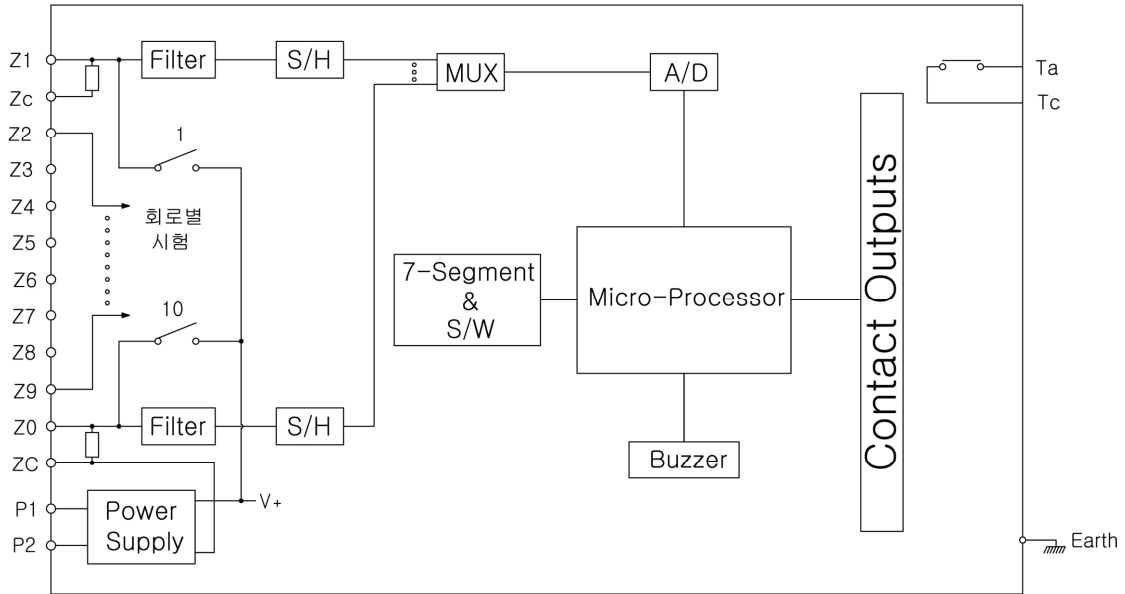 Z1
Zc
Z2
Z3
Z4
Z5
Z6
Z7
Z8
Z9
Z0
ZC
P1
P2
Filter
S/H
MUX
A/D
1
회로별
시험
10
Filter
S/H
Power
Supply
V+
7-Segment
&
S/W
Micro-Processor
Buzzer
Contact Outputs
Ta
Tc
Earth